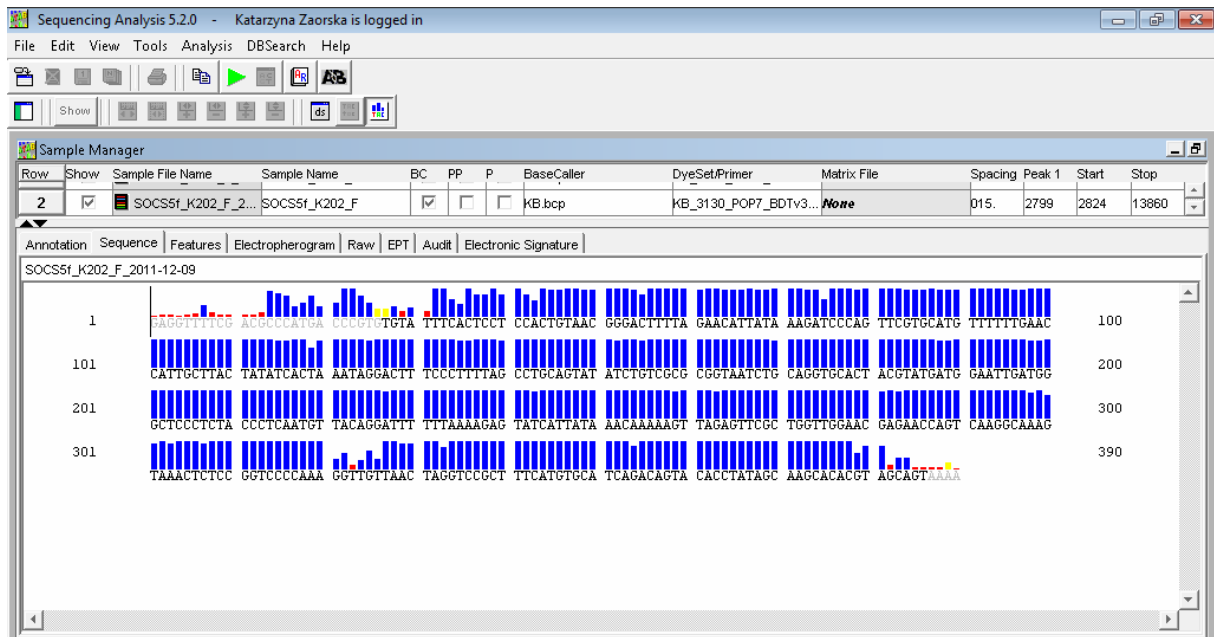 Sequencing Analysis 5.2.0 - Katarzyna Zaorska is logged in
File Edit View Tools Analysis DBSearch Help
Show
ds
Sample Manager
Row Show Sample File Name Sample Name BC PP P BaseCaller DyeSet/Primer Matrix File Spacing Peak 1 Start Stop
2 SOCS5f_K202_F_2... SOCS5f_K202_F KB.bcp KB_3130_POP7_BDTv3... None 015. 2799 2824 13860
Annotation Sequence Features Electropherogram Raw EPT Audit Electronic Signature
SOCS5f_K202_F_2011-12-09
1 GAGGTTTTCG ACGCCCATGA CCCGTGTGTA TTTCACTCCT CCACTGTAAC GGGACTTTTA GAACATTATA AAGATCCCAG TTCGTGCATG TTTTTTGAAC 100
101 CATTGCTTAC TATATCACTA AATAGGACTT TCCCTTTTAG CCTGCAGTAT ATCTGTCGCG CGGTAATCTG CAGGTGCACT ACGTATGATG GAATTGATGG 200
201 GCTCCCTCTA CCCTCAATGT TACAGGATTT TTTAAAAGAG TATCATTATA AACAAAAAGT TAGAGTTCGC TGGTTGGAAC GAGAACCAGT CAAGGCAAAG 300
301 TAAACTCTCC GGTCCCCAAA GGTTGTTAAC TAGGTCCGCT TTCATGTGCA TCAGACAGTA CACCTATAGC AAGCACACGT AGCAGTAAAA 390